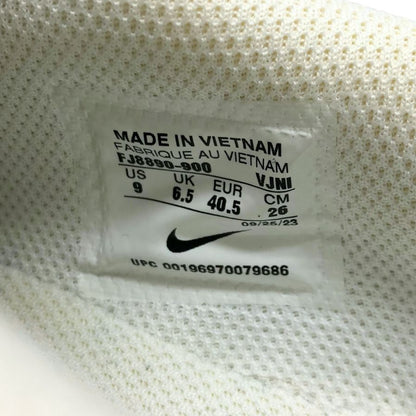 MADE IN VIETNAM
FABRIQUE AU VIETNAM
FJ8890-900 VJNI
US UK EUR CM
9 6.5 40.5 26
09/25/23
UPC 00196970079686